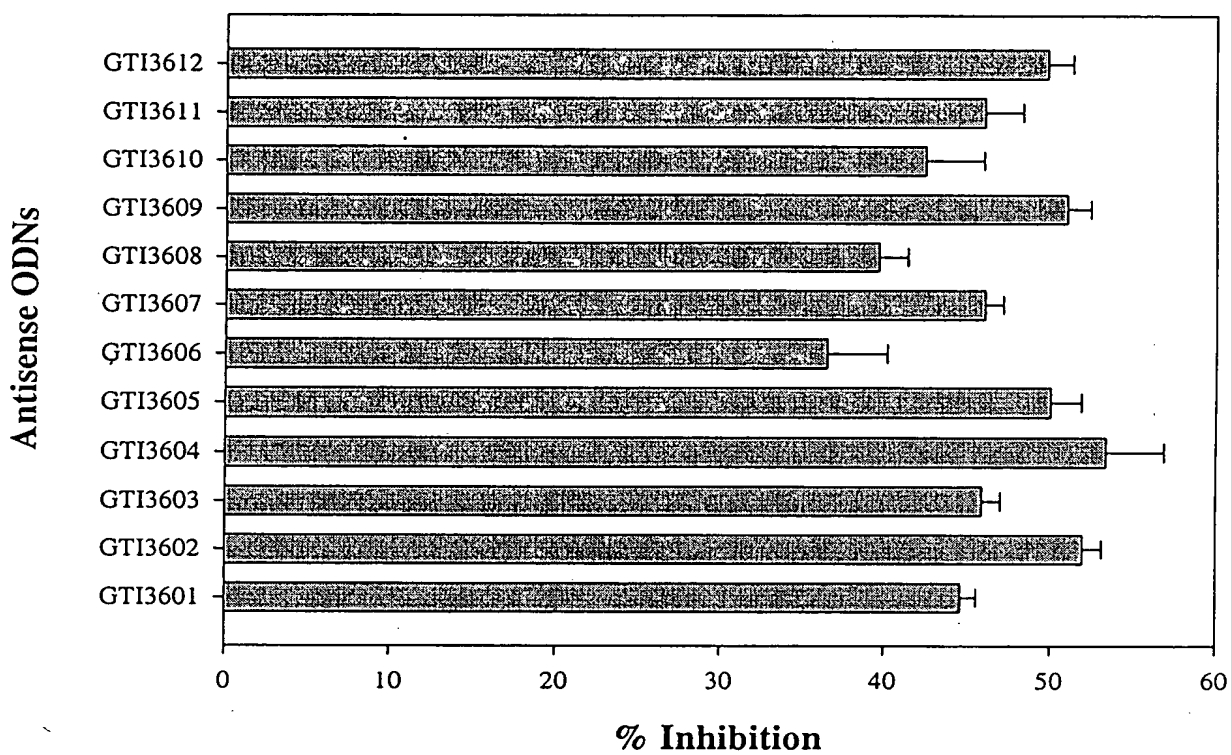 Antisense ODNs
GTI3612
GTI3611
GTI3610
GTI3609
GTI3608
GTI3607
GTI3606
GTI3605
GTI3604
GTI3603
GTI3602
GTI3601
0 10 20 30 40 50 60
% Inhibition